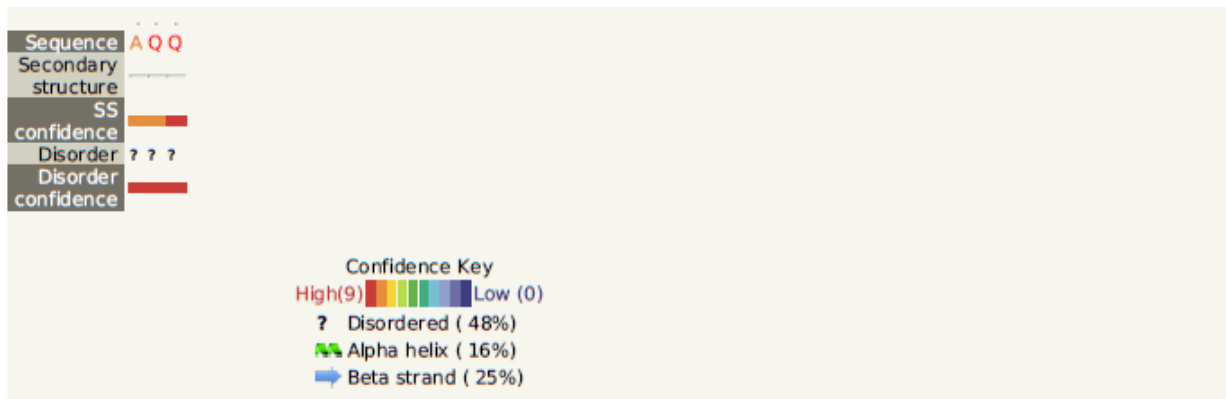 Sequence A Q Q
Secondary
structure
SS
confidence
Disorder ? ? ?
Disorder
confidence
Confidence Key
High(9) Low (0)
? Disordered ( 48%)
Alpha helix ( 16%)
Beta strand ( 25%)